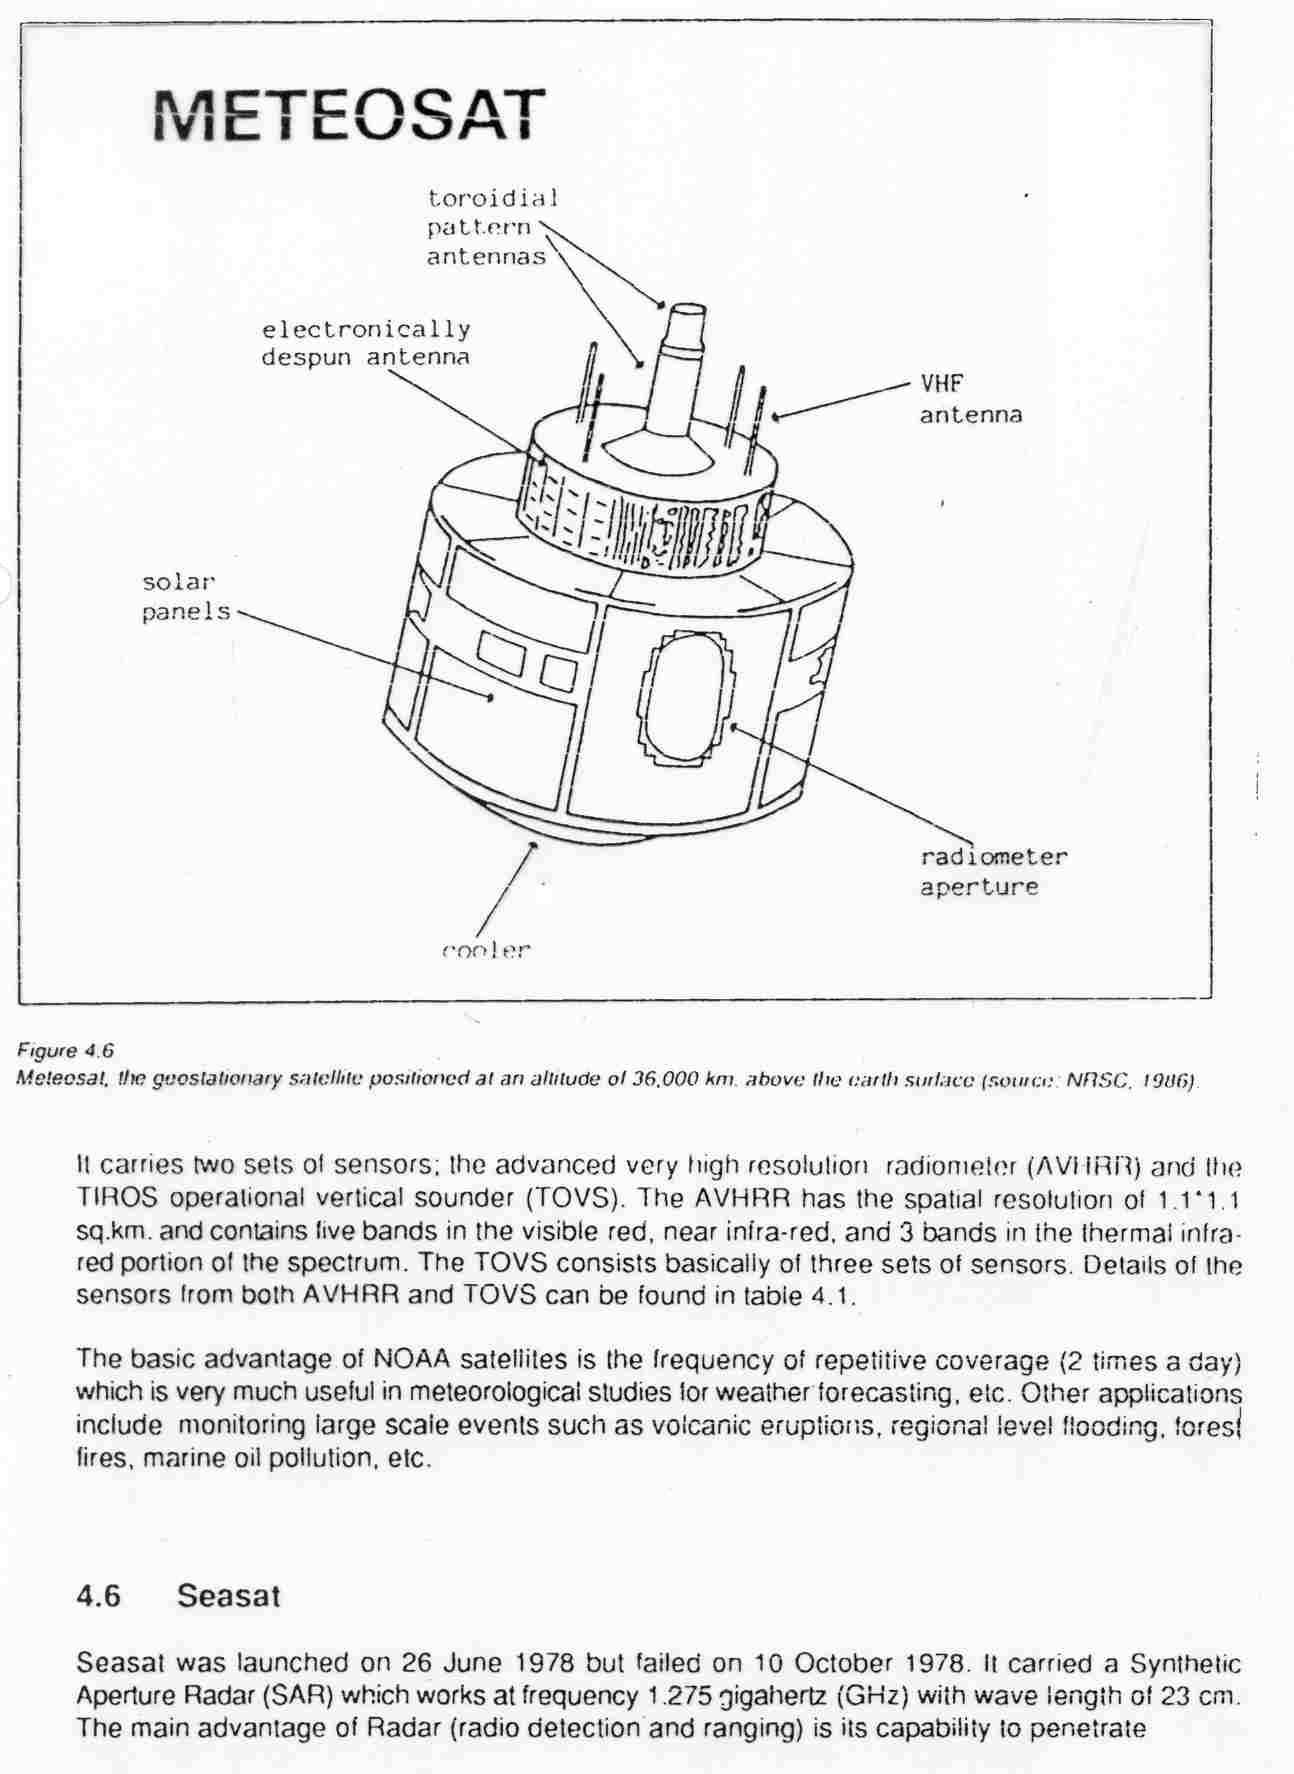 METEOSAT
toroidial
pattern
antennas
electronically
despun antenna
VHF
antenna
solar
panels
radiometer
aperture
cooler
Figure 4.6
Meteosat, the geostationary satellite positioned at an altitude of 36,000 km. above the earth surface (source: NRSC, 1986).
It carries two sets of sensors; the advanced very high resolution radiometer (AVHRR) and the
TIROS operational vertical sounder (TOVS). The AVHRR has the spatial resolution of 1.1*1.1
sq.km. and contains five bands in the visible red, near infra-red, and 3 bands in the thermal infra-
red portion of the spectrum. The TOVS consists basically of three sets of sensors. Details of the
sensors from both AVHRR and TOVS can be found in table 4.1.
The basic advantage of NOAA satellites is the frequency of repetitive coverage (2 times a day)
which is very much useful in meteorological studies for weather forecasting, etc. Other applications
include monitoring large scale events such as volcanic eruptions, regional level flooding, forest
fires, marine oil pollution, etc.
4.6 Seasat
Seasat was launched on 26 June 1978 but failed on 10 October 1978. It carried a Synthetic
Aperture Radar (SAR) which works at frequency 1.275 gigahertz (GHz) with wave length of 23 cm.
The main advantage of Radar (radio detection and ranging) is its capability to penetrate